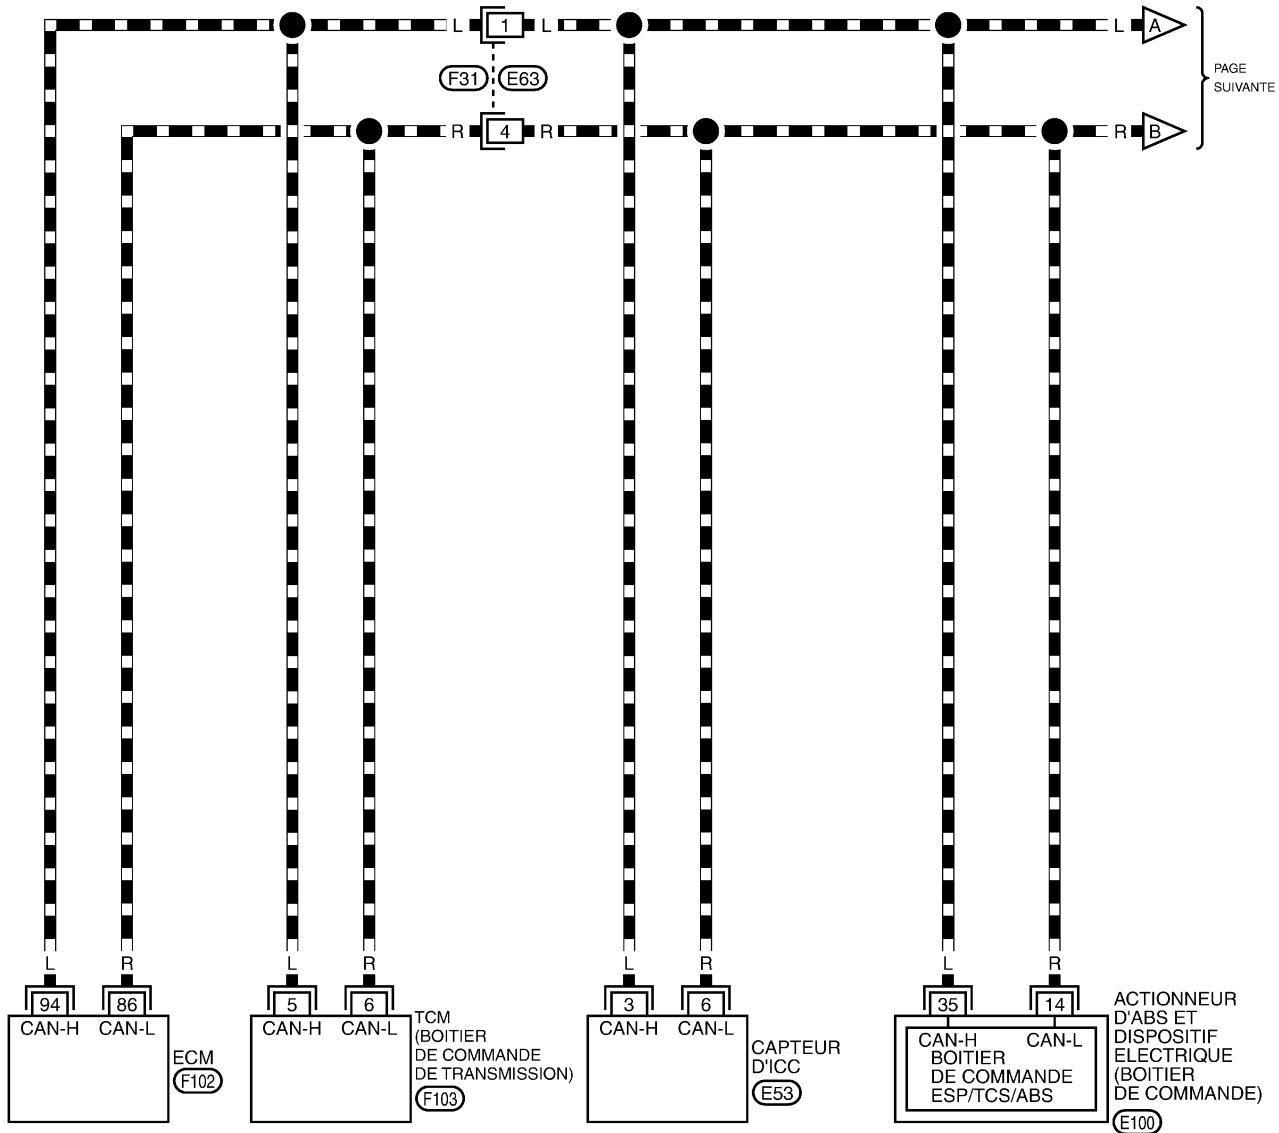 L 1 L L A
F31 E63
PAGE
SUIVANTE
R 4 R R B
L R L R L R L R
94 86 5 6 3 6 35 14
CAN-H CAN-L
ECM
F102
CAN-H CAN-L
TCM
(BOITIER
DE COMMANDE
DE TRANSMISSION)
F103
CAN-H CAN-L
CAPTEUR
D'ICC
E53
CAN-H CAN-L
BOITIER
DE COMMANDE
ESP/TCS/ABS
ACTIONNEUR
D'ABS ET
DISPOSITIF
ELECTRIQUE
(BOITIER
DE COMMANDE)
E100